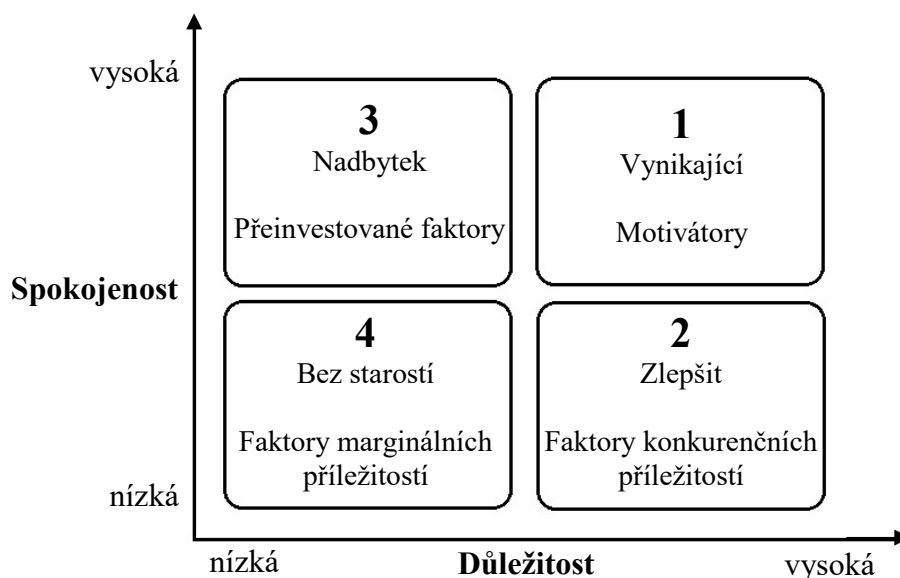 vysoká
3
Nadbytek
Přeinvestované faktory
1
Vynikající
Motivátory
Spokojenost
4
Bez starostí
Faktory marginálních
příležitostí
2
Zlepšit
Faktory konkurenčních
příležitostí
nízká
nízká
Důležitost
vysoká